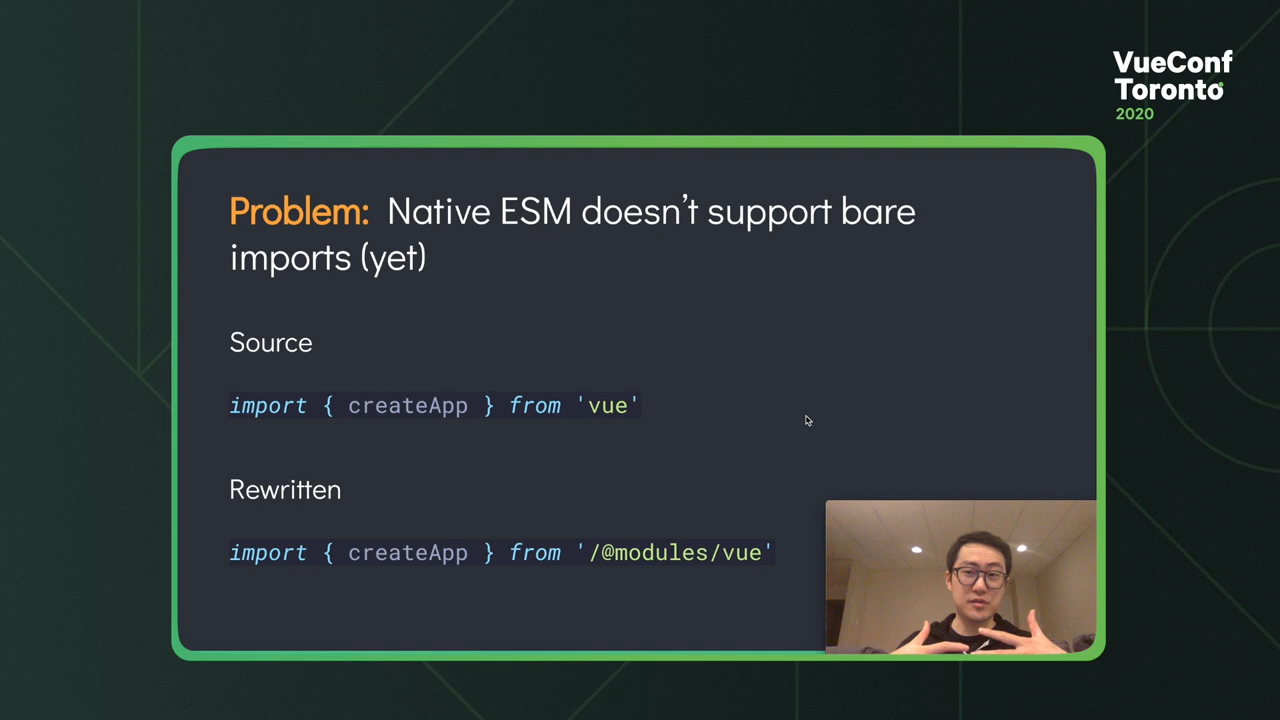 VueConf
Toronto
2020
Problem: Native ESM doesn’t support bare
imports (yet)
Source
import { createApp } from 'vue'
Rewritten
import { createApp } from '/@modules/vue'